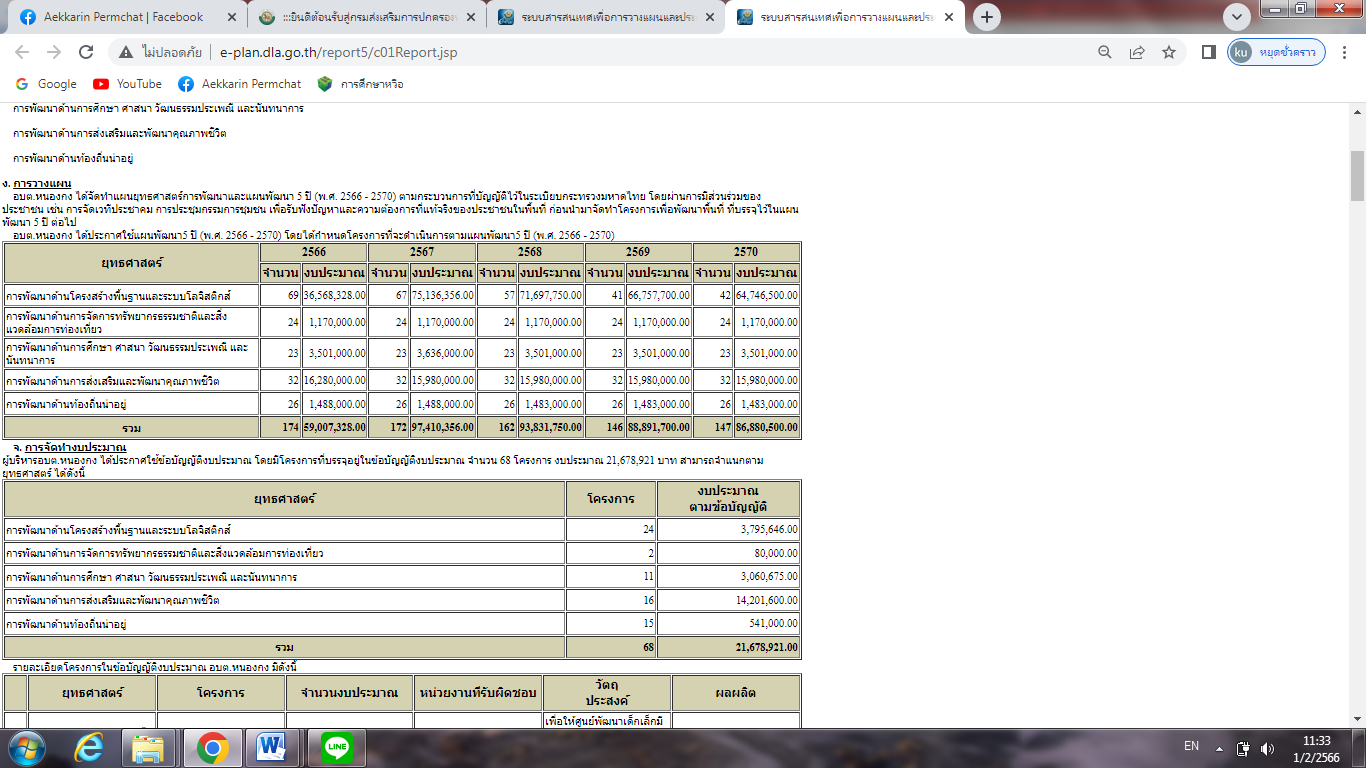 Aekkarin Permchat | Facebook
:::ยินดีต้อนรับสู่กรมส่งเสริมการปกครองท
ระบบสารสนเทศเพื่อการวางแผนและประ
ระบบสารสนเทศเพื่อการวางแผนและประ
ไม่ปลอดภัย | e-plan.dla.go.th/report5/c01Report.jsp
ku หยุดชั่วคราว
Google YouTube Aekkarin Permchat การศึกษาหวือ
การพัฒนาด้านการศึกษา ศาสนา วัฒนธรรมประเพณี และนันทนาการ
การพัฒนาด้านการส่งเสริมและพัฒนาคุณภาพชีวิต
การพัฒนาด้านท้องถิ่นน่าอยู่
ง. การวางแผน
อบต.หนองกง ได้จัดทำแผนยุทธศาสตร์การพัฒนาและแผนพัฒนา 5 ปี (พ.ศ. 2566 - 2570) ตามกระบวนการที่บัญญัติไว้ในระเบียบกระทรวงมหาดไทย โดยผ่านการมีส่วนร่วมของ
ประชาชน เช่น การจัดเวทีประชาคม การประชุมกรรมการชุมชน เพื่อรับฟังปัญหาและความต้องการที่แท้จริงของประชาชนในพื้นที่ ก่อนนำมาจัดทำโครงการเพื่อพัฒนาพื้นที่ ที่บรรจุไว้ในแผน
พัฒนา 5 ปี ต่อไป
อบต.หนองกง ได้ประกาศใช้แผนพัฒนา5 ปี (พ.ศ. 2566 - 2570) โดยได้กำหนดโครงการที่จะดำเนินการตามแผนพัฒนา5 ปี (พ.ศ. 2566 - 2570)
ยุทธศาสตร์ 2566 2567 2568 2569 2570
จำนวน งบประมาณ จำนวน งบประมาณ จำนวน งบประมาณ จำนวน งบประมาณ จำนวน งบประมาณ
การพัฒนาด้านโครงสร้างพื้นฐานและระบบโลจิสติกส์ 69 36,568,328.00 67 75,136,356.00 57 71,697,750.00 41 66,757,700.00 42 64,746,500.00
การพัฒนาด้านการจัดการทรัพยากรธรรมชาติและสิ่ง
แวดล้อมการท่องเที่ยว 24 1,170,000.00 24 1,170,000.00 24 1,170,000.00 24 1,170,000.00 24 1,170,000.00
การพัฒนาด้านการศึกษา ศาสนา วัฒนธรรมประเพณี และ
นันทนาการ 23 3,501,000.00 23 3,636,000.00 23 3,501,000.00 23 3,501,000.00 23 3,501,000.00
การพัฒนาด้านการส่งเสริมและพัฒนาคุณภาพชีวิต 32 16,280,000.00 32 15,980,000.00 32 15,980,000.00 32 15,980,000.00 32 15,980,000.00
การพัฒนาด้านท้องถิ่นน่าอยู่ 26 1,488,000.00 26 1,488,000.00 26 1,483,000.00 26 1,483,000.00 26 1,483,000.00
รวม 174 59,007,328.00 172 97,410,356.00 162 93,831,750.00 146 88,891,700.00 147 86,880,500.00
จ. การจัดทำงบประมาณ
ผู้บริหารอบต.หนองกง ได้ประกาศใช้ข้อบัญญัติงบประมาณ โดยมีโครงการที่บรรจุอยู่ในข้อบัญญัติงบประมาณ จำนวน 68 โครงการ งบประมาณ 21,678,921 บาท สามารถจำแนกตาม
ยุทธศาสตร์ ได้ดังนี้
ยุทธศาสตร์ โครงการ งบประมาณ
ตามข้อบัญญัติ
การพัฒนาด้านโครงสร้างพื้นฐานและระบบโลจิสติกส์ 24 3,795,646.00
การพัฒนาด้านการจัดการทรัพยากรธรรมชาติและสิ่งแวดล้อมการท่องเที่ยว 2 80,000.00
การพัฒนาด้านการศึกษา ศาสนา วัฒนธรรมประเพณี และนันทนาการ 11 3,060,675.00
การพัฒนาด้านการส่งเสริมและพัฒนาคุณภาพชีวิต 16 14,201,600.00
การพัฒนาด้านท้องถิ่นน่าอยู่ 15 541,000.00
รวม 68 21,678,921.00
รายละเอียดโครงการในข้อบัญญัติงบประมาณ อบต.หนองกง มีดังนี้
ยุทธศาสตร์ โครงการ จำนวนงบประมาณ หน่วยงานที่รับผิดชอบ วัตถุ
ประสงค์ ผลผลิต
เพื่อให้ศูนย์พัฒนาเด็กเล็กมี
LINE
EN
11:33
1/2/2566